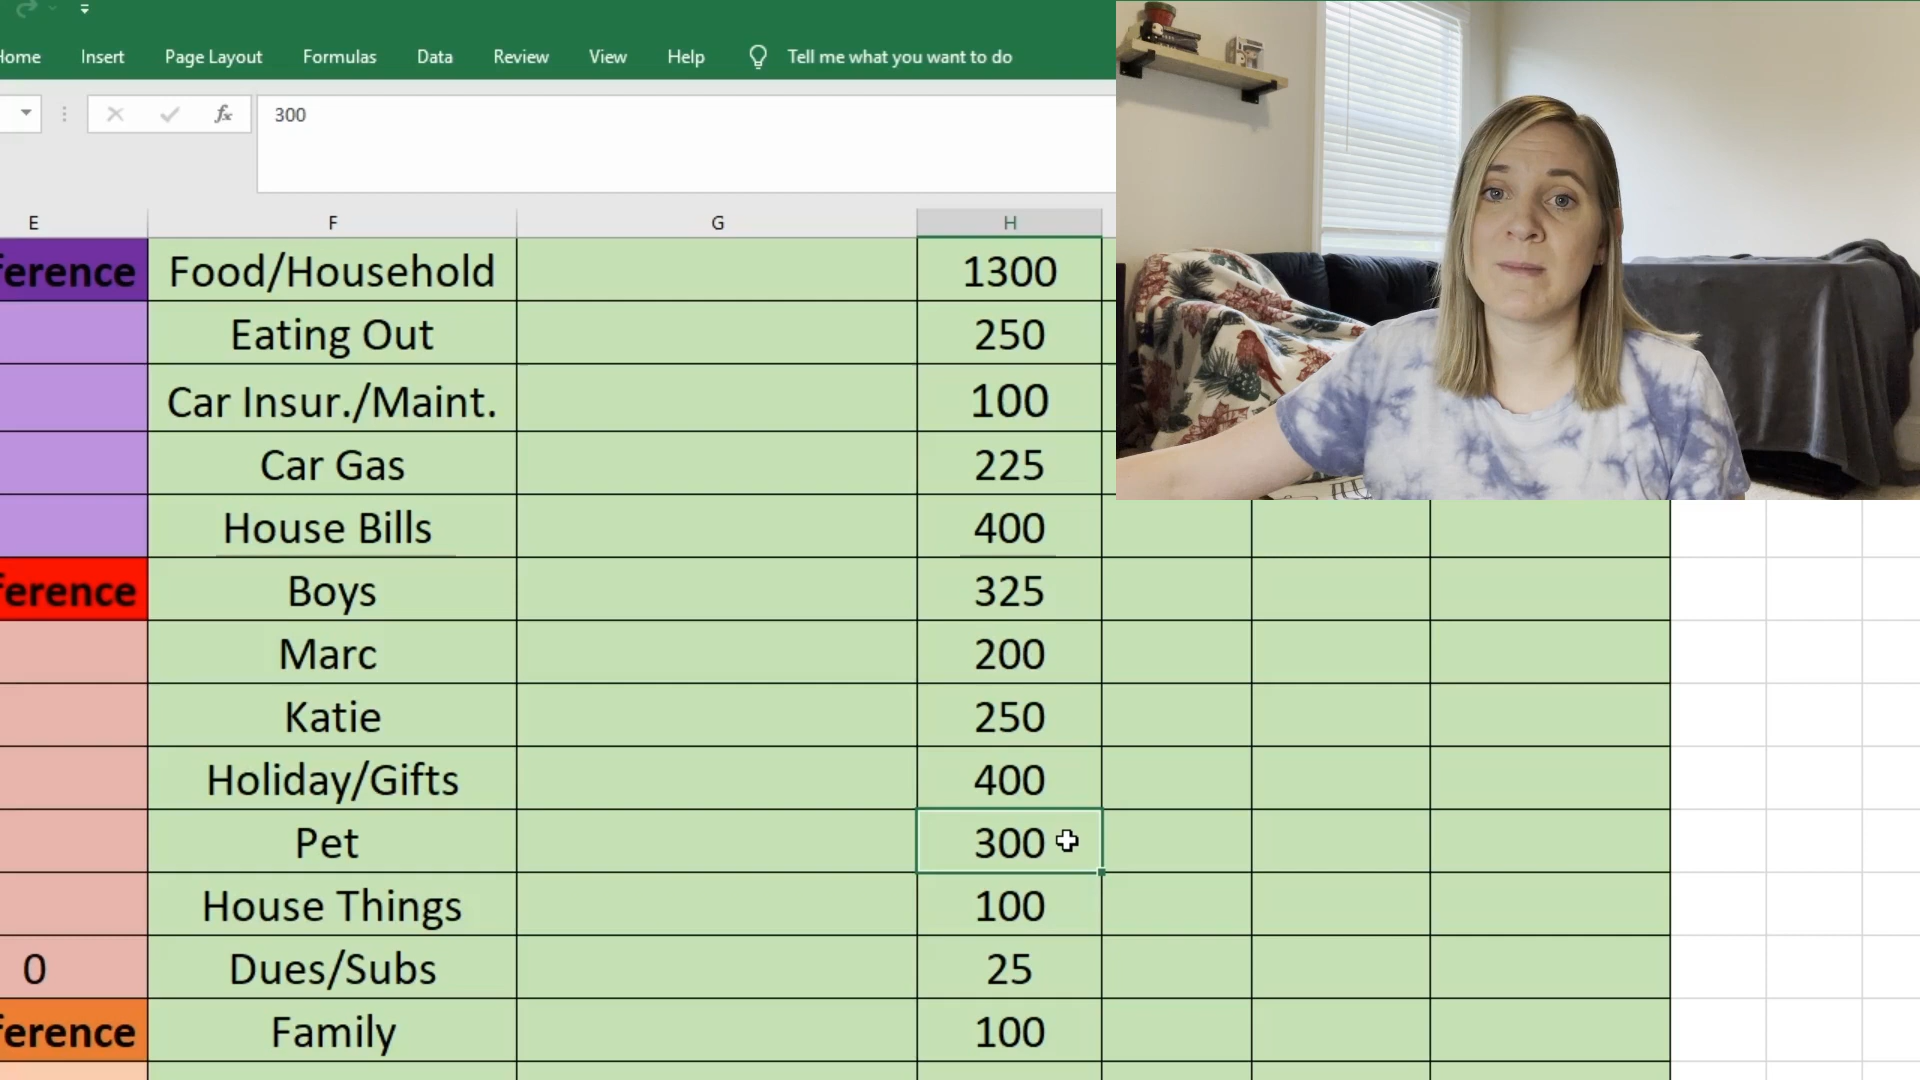 Home Insert Page Layout Formulas Data Review View Help Tell me what you want to do
fx 300
E F G H
ference Food/Household 1300
Eating Out 250
Car Insur./Maint. 100
Car Gas 225
House Bills 400
ference Boys 325
Marc 200
Katie 250
Holiday/Gifts 400
Pet 300
House Things 100
0 Dues/Subs 25
ference Family 100